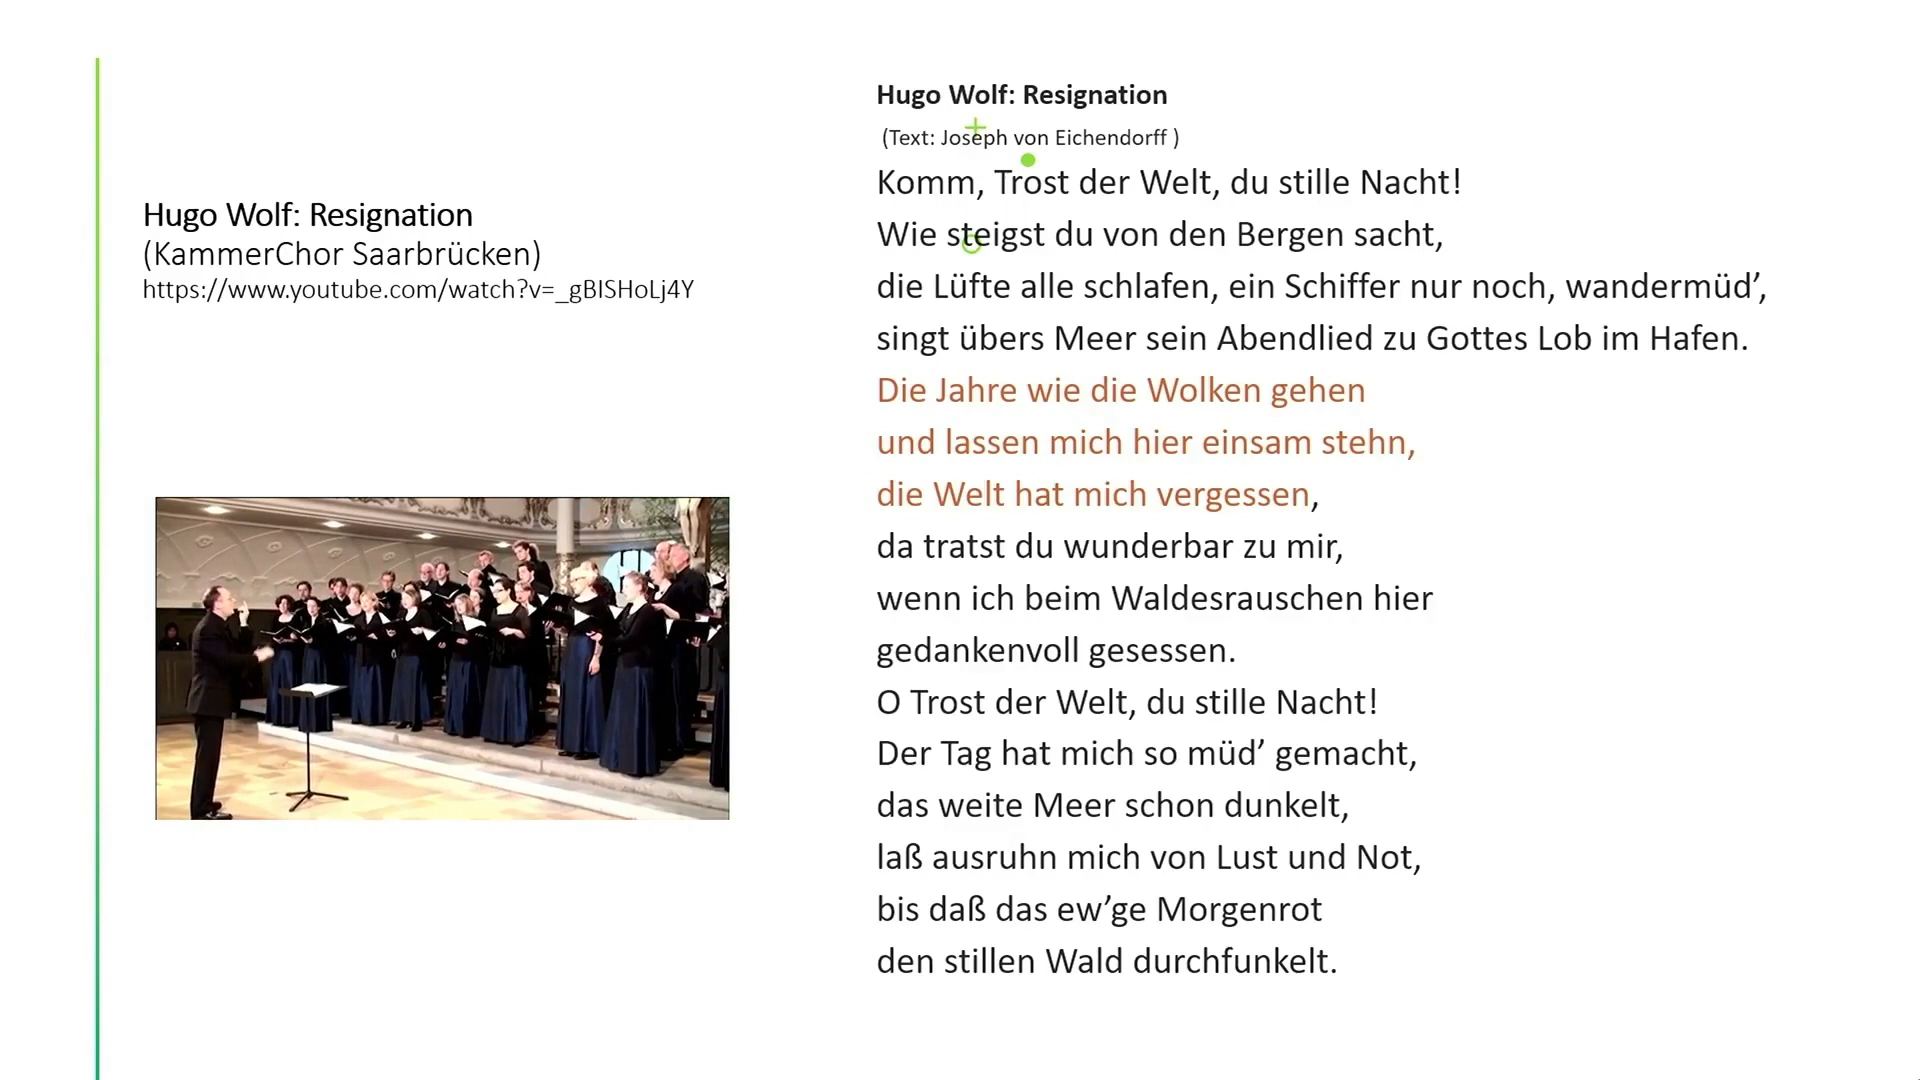 Hugo Wolf: Resignation
(KammerChor Saarbrücken)
https://www.youtube.com/watch?v=_gBISHoLj4Y
Hugo Wolf: Resignation
(Text: Joseph von Eichendorff )
Komm, Trost der Welt, du stille Nacht!
Wie steigst du von den Bergen sacht,
die Lüfte alle schlafen, ein Schiffer nur noch, wandermüd’,
singt übers Meer sein Abendlied zu Gottes Lob im Hafen.
Die Jahre wie die Wolken gehen
und lassen mich hier einsam stehn,
die Welt hat mich vergessen,
da tratst du wunderbar zu mir,
wenn ich beim Waldesrauschen hier
gedankenvoll gesessen.
O Trost der Welt, du stille Nacht!
Der Tag hat mich so müd’ gemacht,
das weite Meer schon dunkelt,
laß ausruhn mich von Lust und Not,
bis daß das ew’ge Morgenrot
den stillen Wald durchfunkelt.